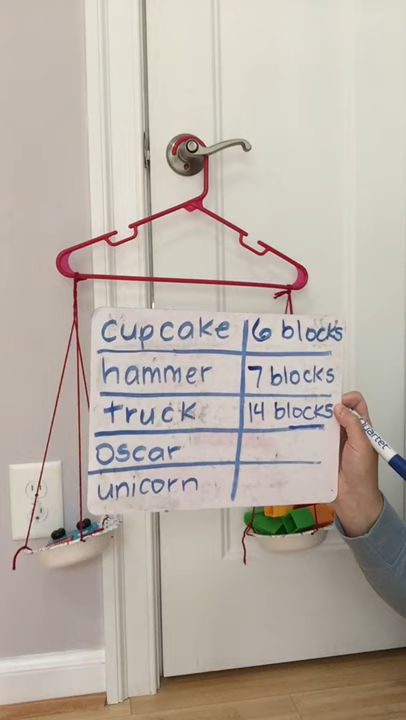 cupcake 6 blocks
hammer 7 blocks
truck 14 blocks
oscar
unicorn